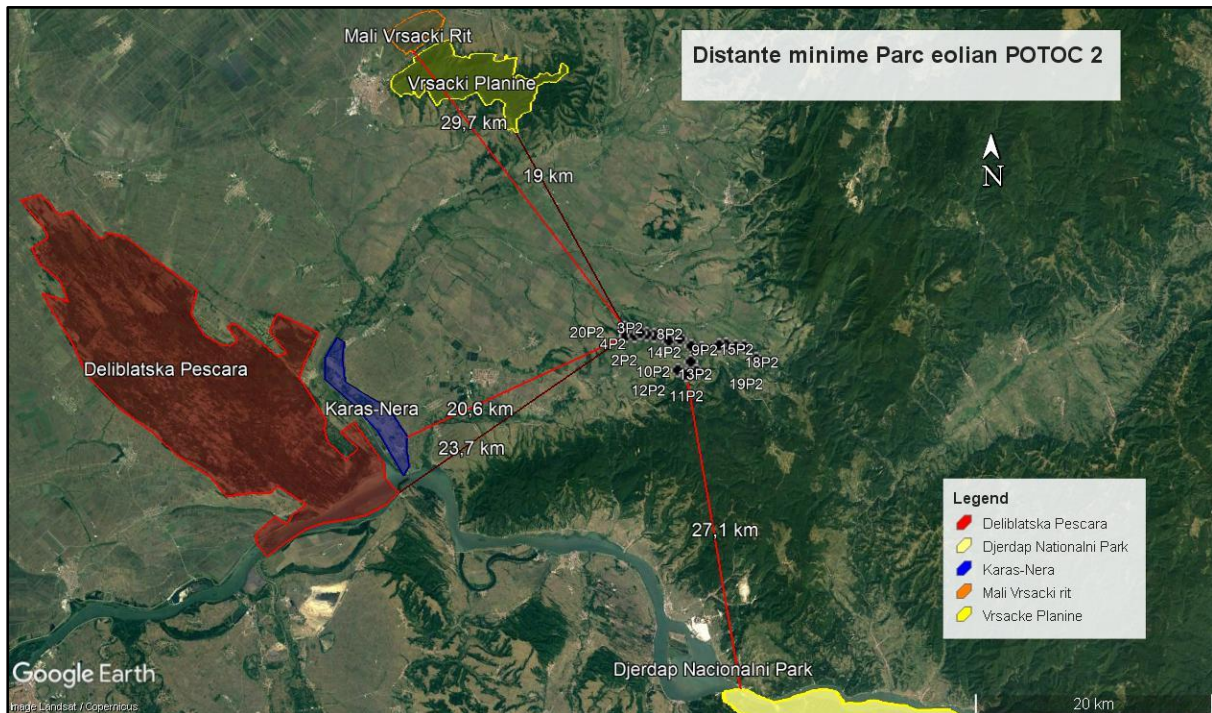 Mali Vrsacki Rit
Distante minime Parc eolian POTOC 2
Vrsacki Planine
29,7 km
N
19 km
20P2
3P2
8P2
4P2
14P2
9P2
15P2
2P2
18P2
10P2
13P2
19P2
12P2
11P2
Deliblatska Pescara
Karas-Nera
20,6 km
23,7 km
27,1 km
Legend
Deliblatska Pescara
Djerdap Nationalni Park
Karas-Nera
Mali Vrsacki rit
Vrsacke Planine
Djerdap Nacionalni Park
Google Earth
Image Landsat / Copernicus
20 km